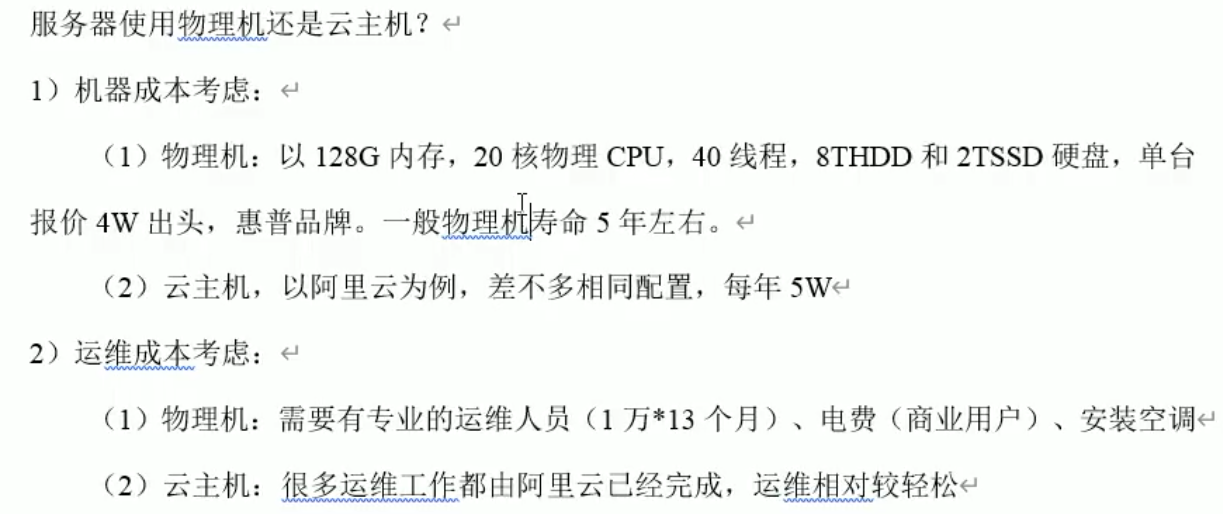 服务器使用物理机还是云主机？
1）机器成本考虑：
（1）物理机：以 128G 内存，20 核物理 CPU，40 线程，8THDD 和 2TSSD 硬盘，单台
报价 4W 出头，惠普品牌。一般物理机寿命 5 年左右。
（2）云主机，以阿里云为例，差不多相同配置，每年 5W
2）运维成本考虑：
（1）物理机：需要有专业的运维人员（1 万*13 个月）、电费（商业用户）、安装空调
（2）云主机：很多运维工作都由阿里云已经完成，运维相对较轻松